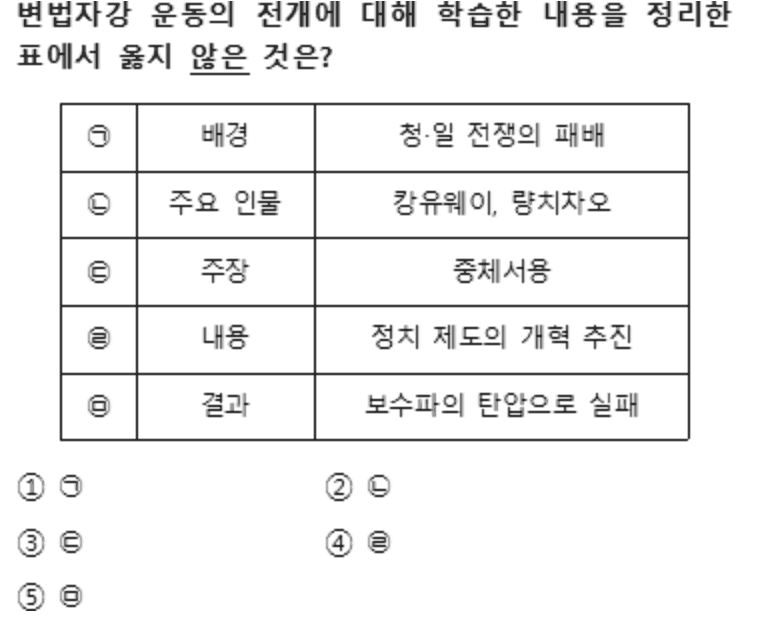 변법자강 운동의 전개에 대해 학습한 내용을 정리한
표에서 옳지 않은 것은?
㉠ 배경 청·일 전쟁의 패배
㉡ 주요 인물 캉유웨이, 량치차오
㉢ 주장 중체서용
㉣ 내용 정치 제도의 개혁 추진
㉤ 결과 보수파의 탄압으로 실패
① ㉠ ② ㉡
③ ㉢ ④ ㉣
⑤ ㉤